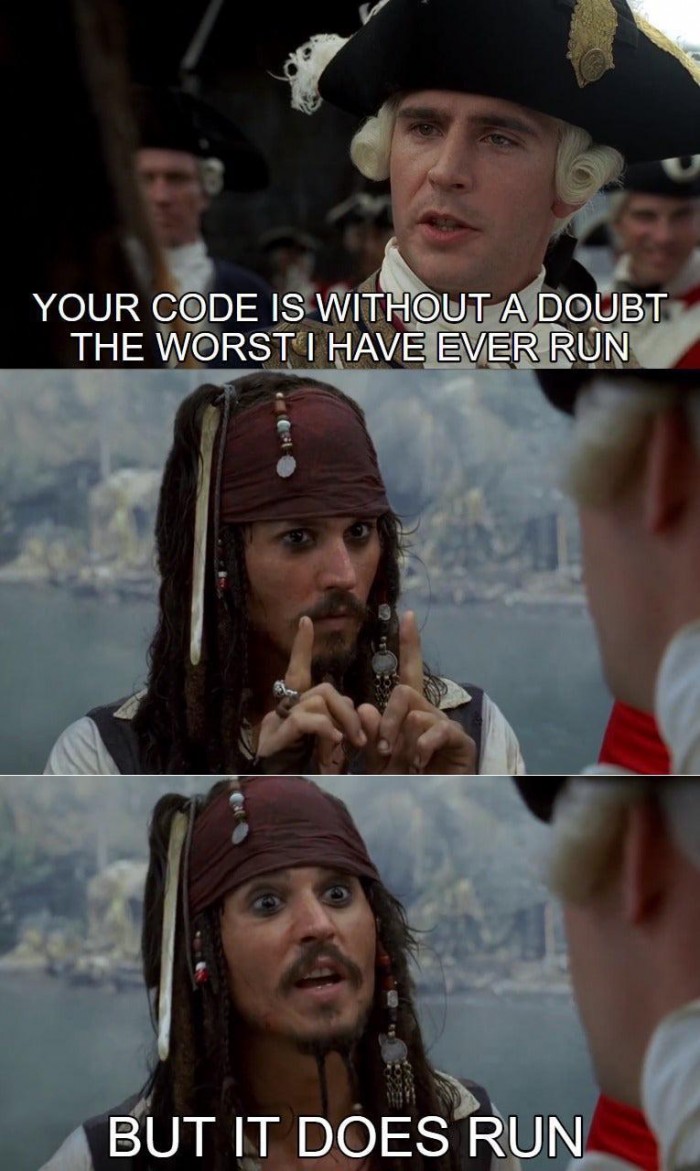 YOUR CODE IS WITHOUT A DOUBT
THE WORST I HAVE EVER RUN
BUT IT DOES RUN